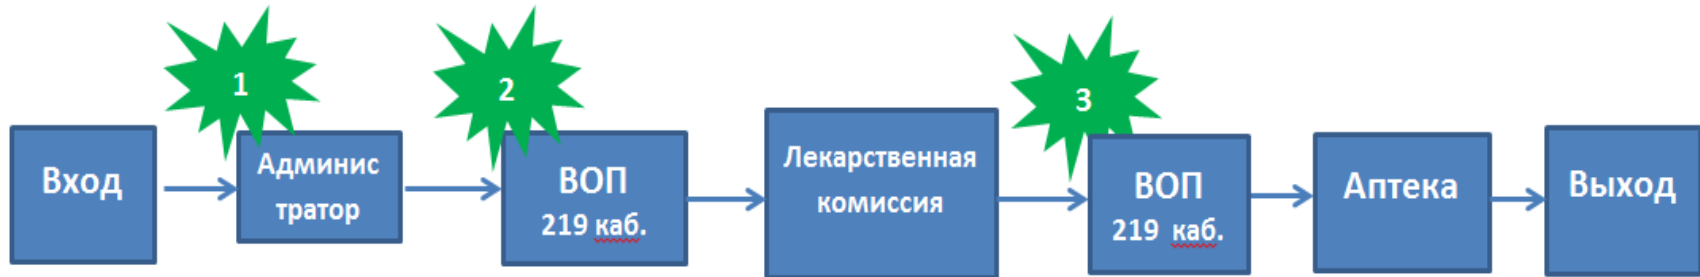 1
2
3
Вход
Админис
тратор
ВОП
219 каб.
Лекарственная
комиссия
ВОП
219 каб.
Аптека
Выход